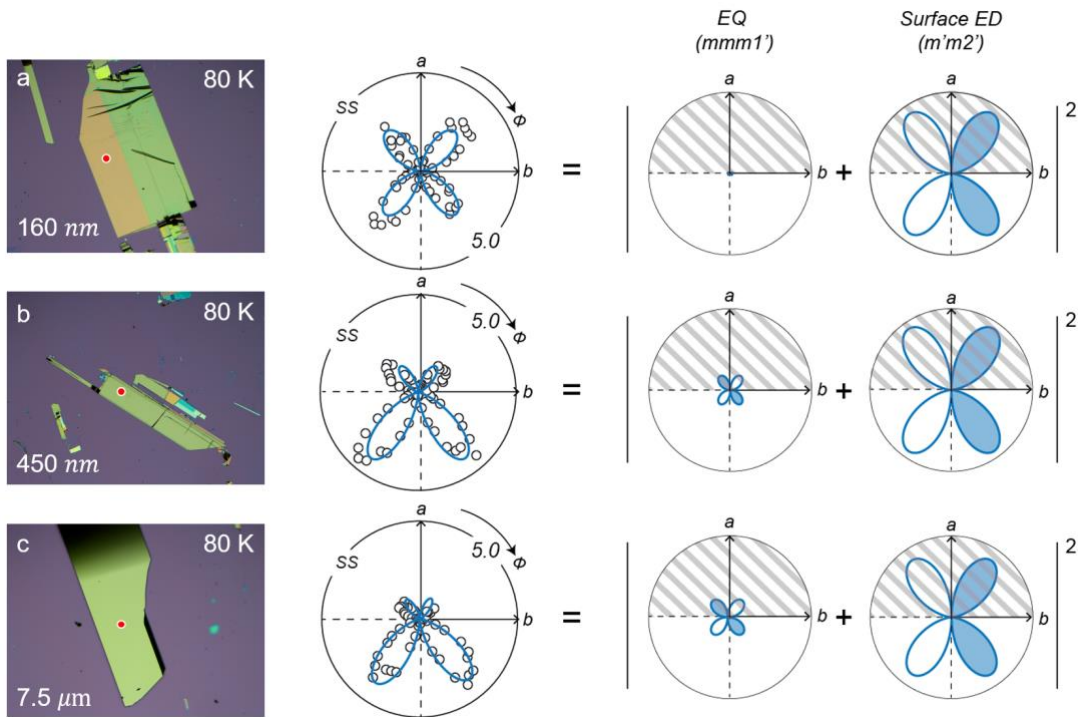 EQ
(mmm1')
Surface ED
(m'm2')
a
80 K
160 nm
a
SS
ϕ
b
5.0
=
a
b
+
a
b
2
b
80 K
450 nm
a
SS
5.0
ϕ
b
=
a
b
+
a
b
2
c
80 K
7.5 μm
a
SS
5.0
ϕ
b
=
a
b
+
a
b
2